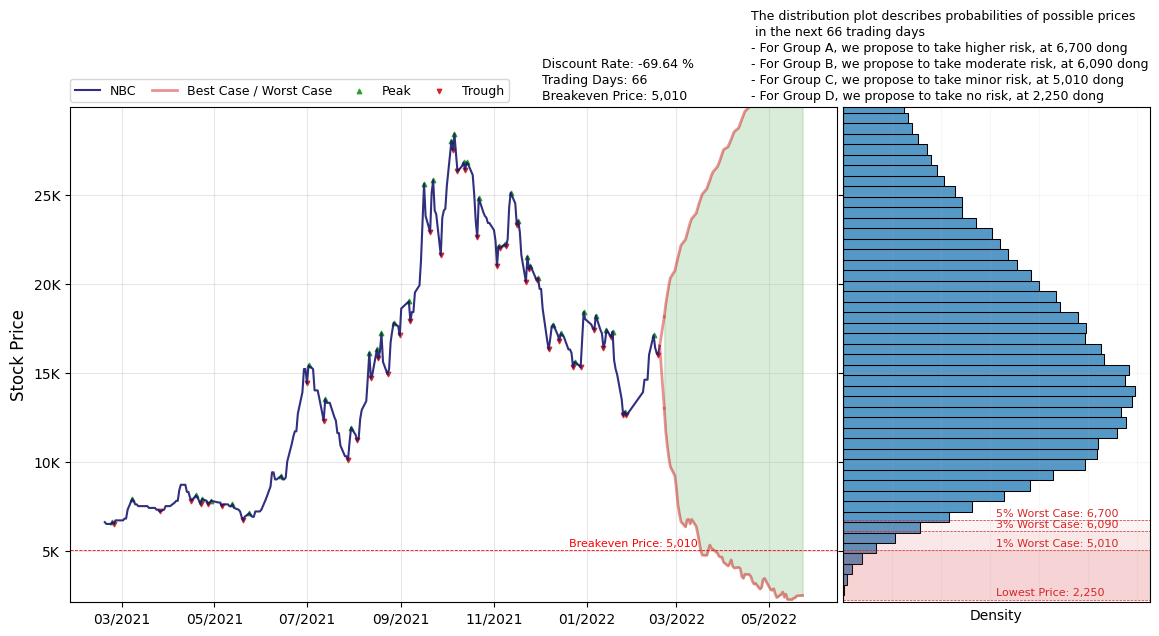 The distribution plot describes probabilities of possible prices
in the next 66 trading days
- For Group A, we propose to take higher risk, at 6,700 dong
- For Group B, we propose to take moderate risk, at 6,090 dong
- For Group C, we propose to take minor risk, at 5,010 dong
- For Group D, we propose to take no risk, at 2,250 dong
Discount Rate: -69.64 %
Trading Days: 66
Breakeven Price: 5,010
NBC
Best Case / Worst Case
Peak
Trough
Stock Price
25K
20K
15K
10K
5K
Breakeven Price: 5,010
03/2021
05/2021
07/2021
09/2021
11/2021
01/2022
03/2022
05/2022
5% Worst Case: 6,700
3% Worst Case: 6,090
1% Worst Case: 5,010
Lowest Price: 2,250
Density